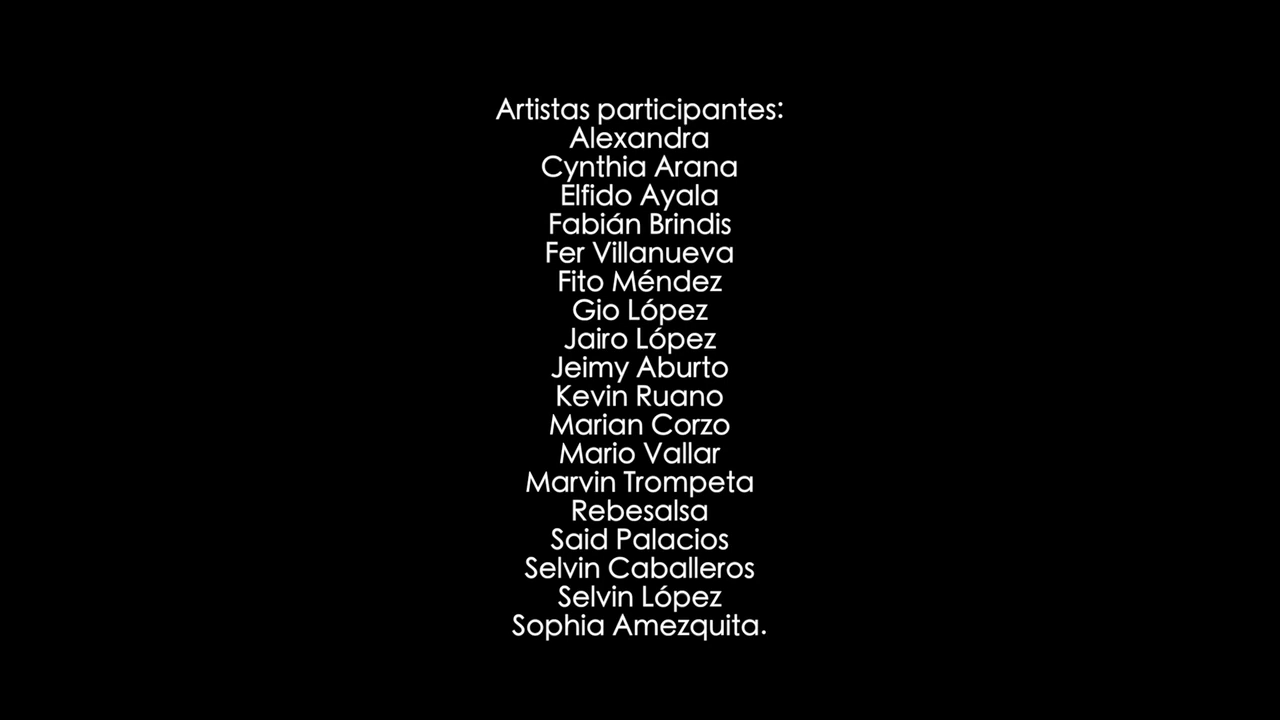 Artistas participantes:
Alexandra
Cynthia Arana
Elfido Ayala
Fabián Brindis
Fer Villanueva
Fito Méndez
Gio López
Jairo López
Jeimy Aburto
Kevin Ruano
Marian Corzo
Mario Vallar
Marvin Trompeta
Rebesalsa
Said Palacios
Selvin Caballeros
Selvin López
Sophia Amezquita.